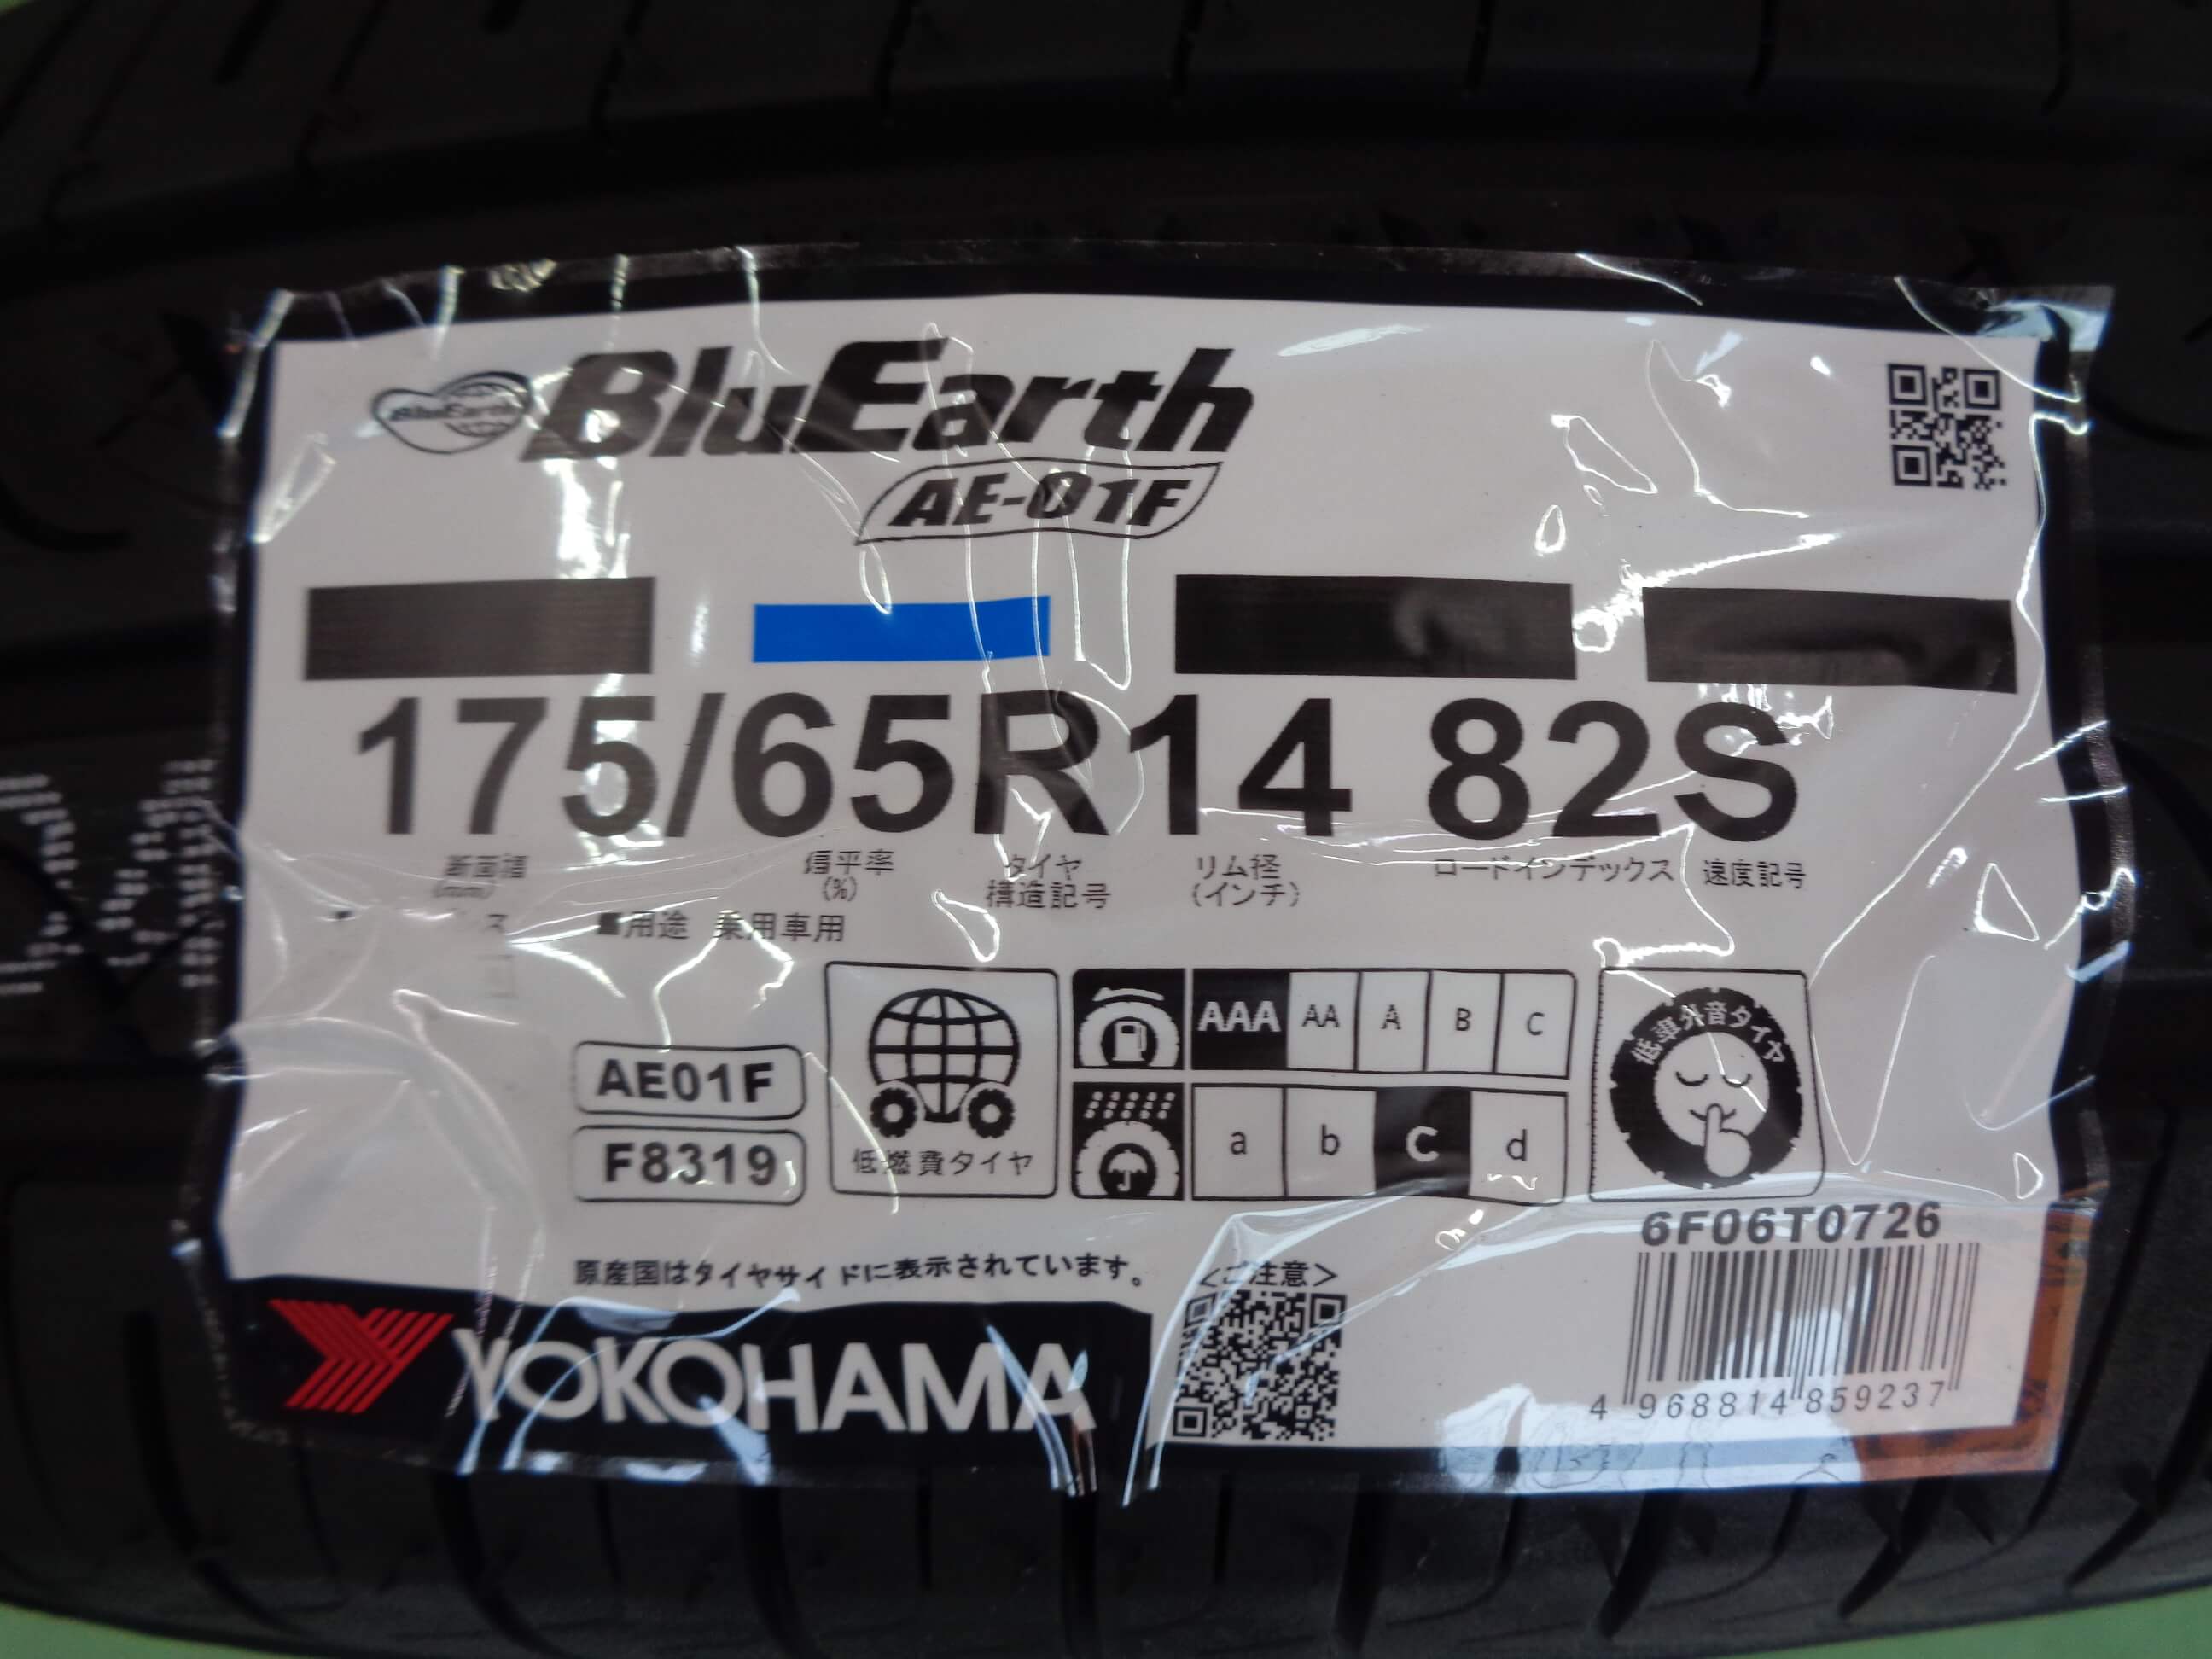 BluEarth
BluEarth
AE-01F
175/65R14 82S
断面幅 偏平率 タイヤ リム径 ロードインデックス 速度記号
(mm) (%) 構造記号 (インチ)
■用途 乗用車用
低車外音タイヤ
AAA AA A B C
AE01F
F8319
a b c d
低燃費タイヤ
6F06T0726
原産国はタイヤサイドに表示されています。
<ご注意>
YOKOHAMA
4 968814 859237